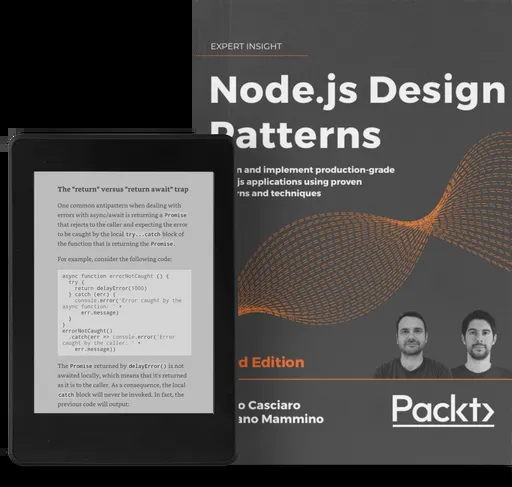 EXPERT INSIGHT
Node.js Design
Patterns
n and implement production-grade
js applications using proven
rns and techniques
d Edition
o Casciaro
ano Mammino
Packt>
The "return" versus "return await" trap
One common antipattern when dealing with
errors with async/await is returning a Promise
that rejects to the caller and expecting the error
to be caught by the local try...catch block of
the function that is returning the Promise.
For example, consider the following code:
async function errorNotCaught () {
try {
return delayError(1000)
} catch (err) {
console.error('Error caught by the
async function: ' +
err.message)
}
}
errorNotCaught()
.catch(err => console.error('Error
caught by the caller: ' +
err.message))
The Promise returned by delayError() is not
awaited locally, which means that it's returned
as it is to the caller. As a consequence, the local
catch block will never be invoked. In fact, the
previous code will output: